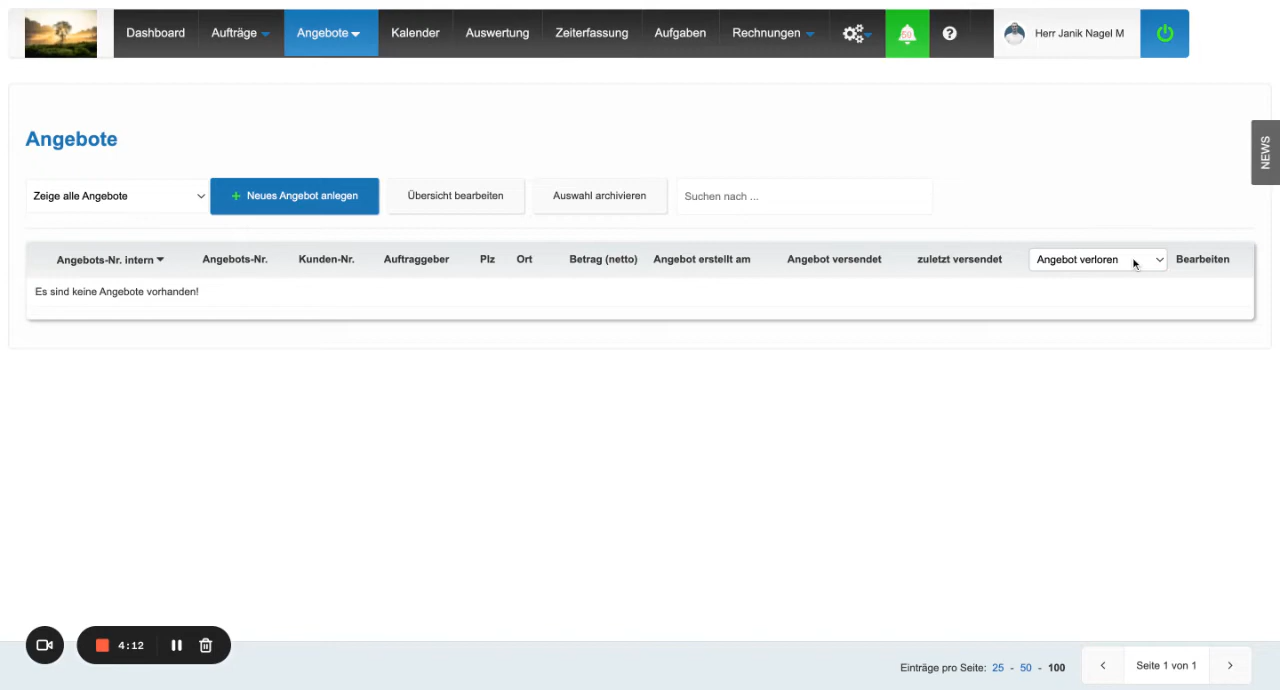 Dashboard Aufträge Angebote Kalender Auswertung Zeiterfassung Aufgaben Rechnungen 50 Herr Janik Nagel M
NEWS
Angebote
Zeige alle Angebote + Neues Angebot anlegen Übersicht bearbeiten Auswahl archivieren Suchen nach ...
Angebots-Nr. intern Angebots-Nr. Kunden-Nr. Auftraggeber Plz Ort Betrag (netto) Angebot erstellt am Angebot versendet zuletzt versendet Angebot verloren Bearbeiten
Es sind keine Angebote vorhanden!
4:12
Einträge pro Seite: 25 - 50 - 100 Seite 1 von 1